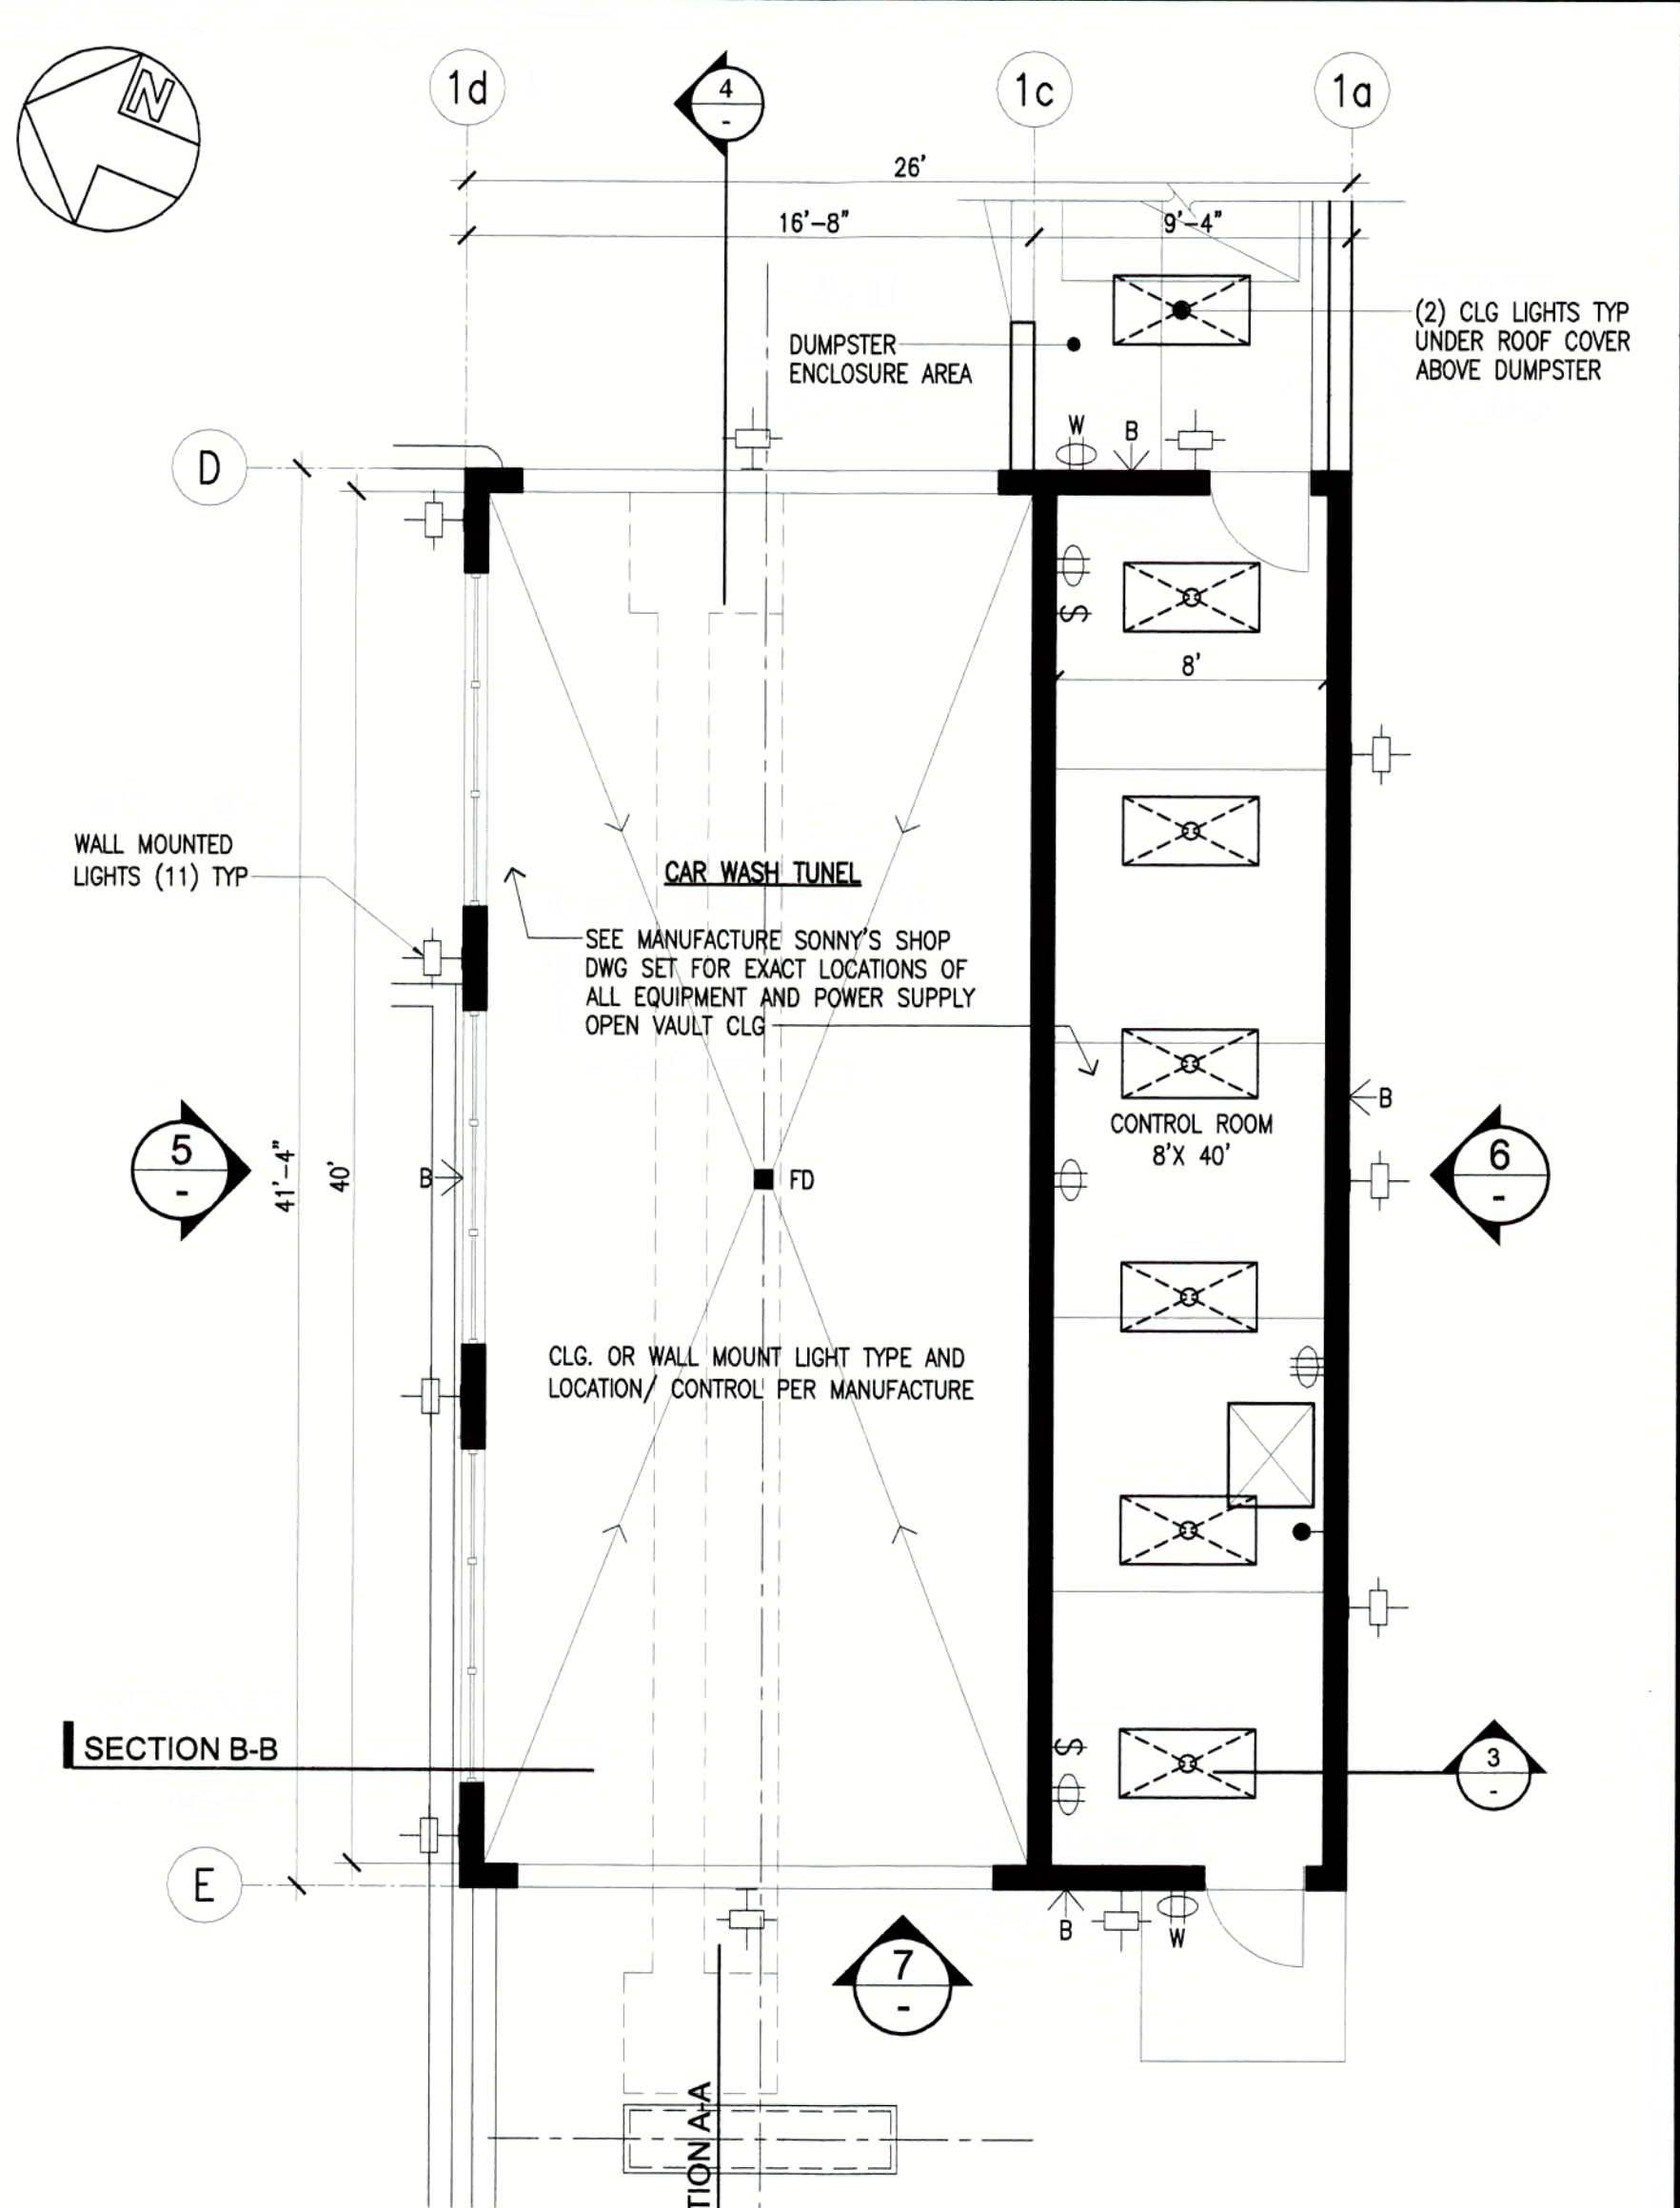 N
1d
4
-
1c
1a
26'
16'-8"
9'-4"
(2) CLG LIGHTS TYP
UNDER ROOF COVER
ABOVE DUMPSTER
DUMPSTER
ENCLOSURE AREA
W
B
D
S
8'
WALL MOUNTED
LIGHTS (11) TYP
CAR WASH TUNEL
SEE MANUFACTURE SONNY'S SHOP
DWG SET FOR EXACT LOCATIONS OF
ALL EQUIPMENT AND POWER SUPPLY
OPEN VAULT CLG
B
CONTROL ROOM
8'X 40'
5
-
41'-4"
40'
B
FD
6
-
CLG. OR WALL MOUNT LIGHT TYPE AND
LOCATION/ CONTROL PER MANUFACTURE
SECTION B-B
S
3
-
E
B
W
7
-
TION A-A